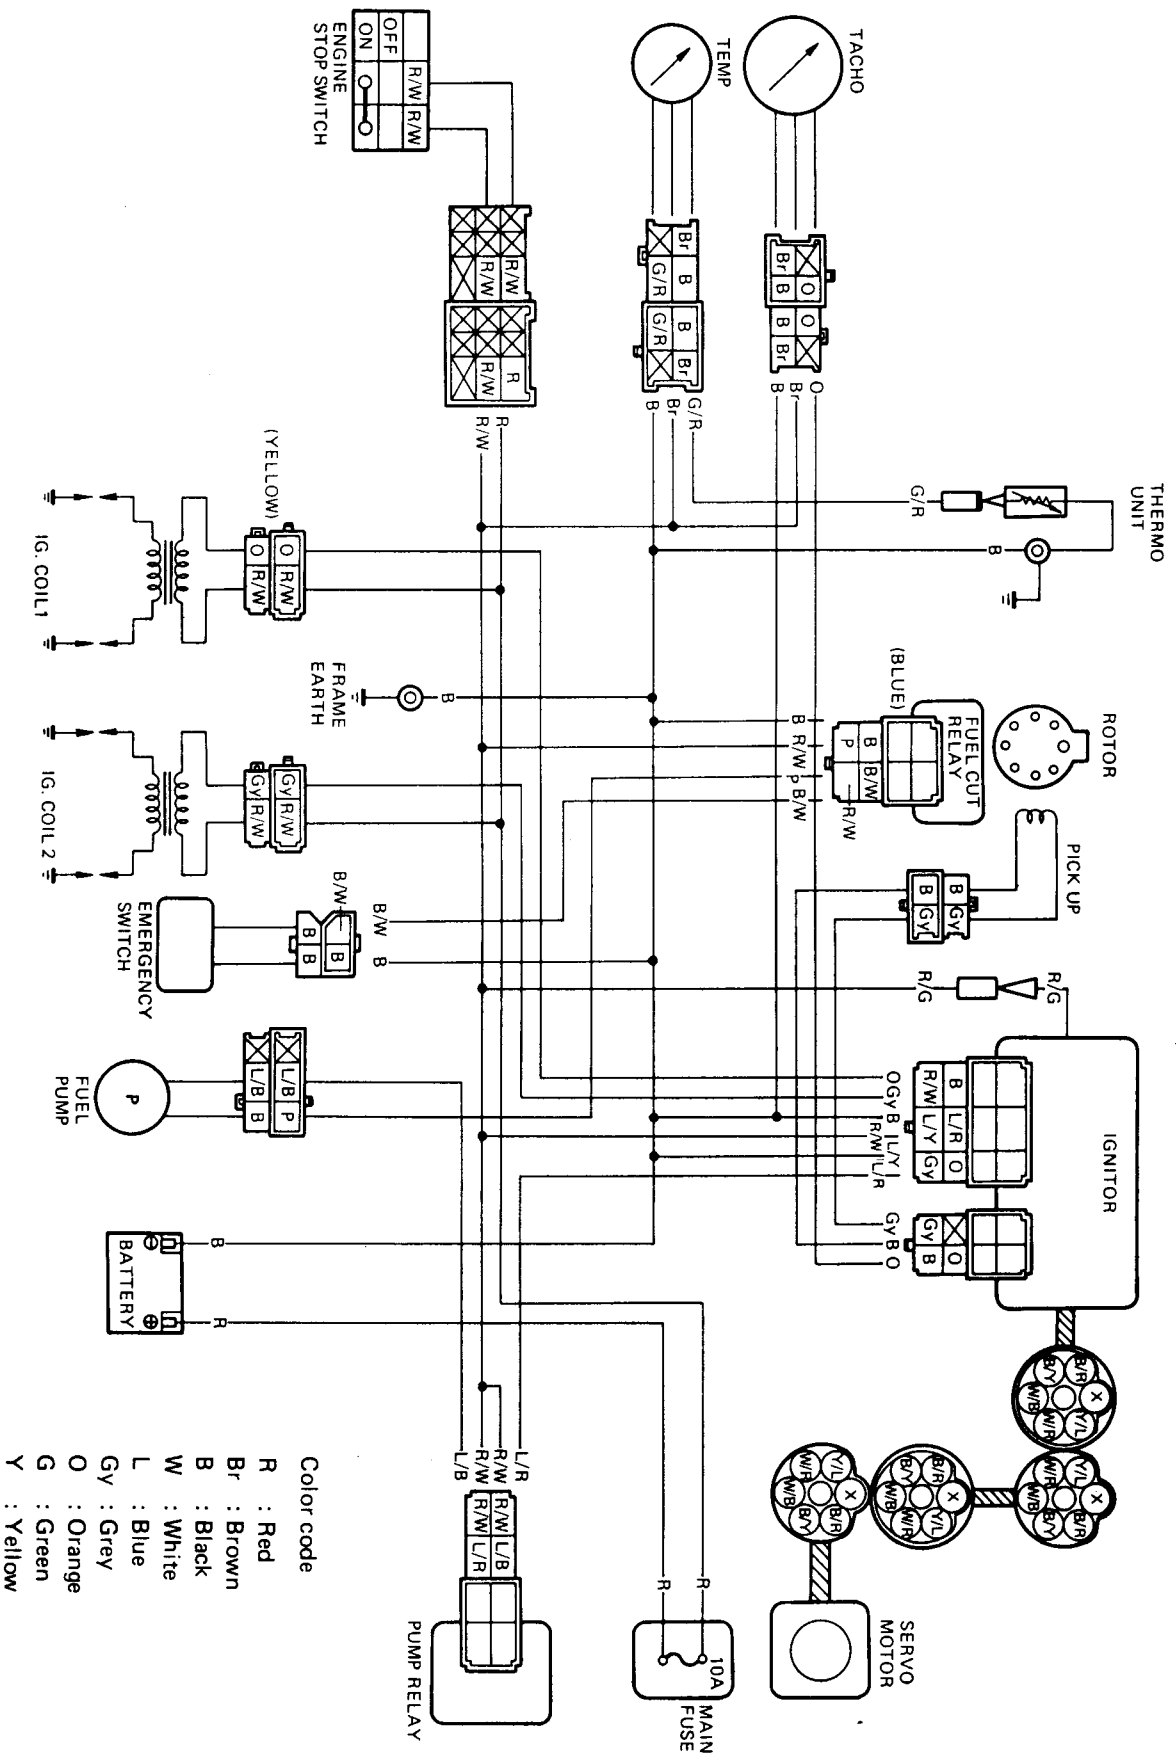 TACHO
TEMP
ENGINE
STOP SWITCH
OFF
ON
R/W R/W
R/W
R/W
R
R/W
R
R/W
Br
B
G/R
B
G/R
Br
G/R
Br
B
Br
O
B
O
B
Br
O
Br
B
THERMO
UNIT
G/R
B
(YELLOW)
O R/W
O R/W
IG. COIL 1
FRAME
EARTH
B
(BLUE)
FUEL CUT
RELAY
B B/W
P
R/W
B
R/W
P
B/W
ROTOR
PICK UP
B Gy
B Gy
Gy R/W
Gy R/W
IG. COIL 2
EMERGENCY
SWITCH
B/W
B
B B
B/W
B
R/G
R/G
IGNITOR
B L/R O
R/W L/Y Gy
O
Gy
B
R/W
L/Y
L/R
O
Gy B
Gy
B
O
FUEL
PUMP
P
L/B P
L/B B
BATTERY
⊖ ⊕
B
R
X
B/R
Y/L
B/Y
W/R
W/B
X
Y/L
B/R
W/R
B/Y
W/B
X
B/R
Y/L
B/Y
W/R
W/B
X
Y/L
B/R
W/R
B/Y
W/B
SERVO
MOTOR
R
R
10A
MAIN
FUSE
L/R
R/W
R/W
L/B
R/W L/B
R/W L/R
PUMP RELAY
Color code
R : Red
Br : Brown
B : Black
W : White
L : Blue
Gy : Grey
O : Orange
G : Green
Y : Yellow